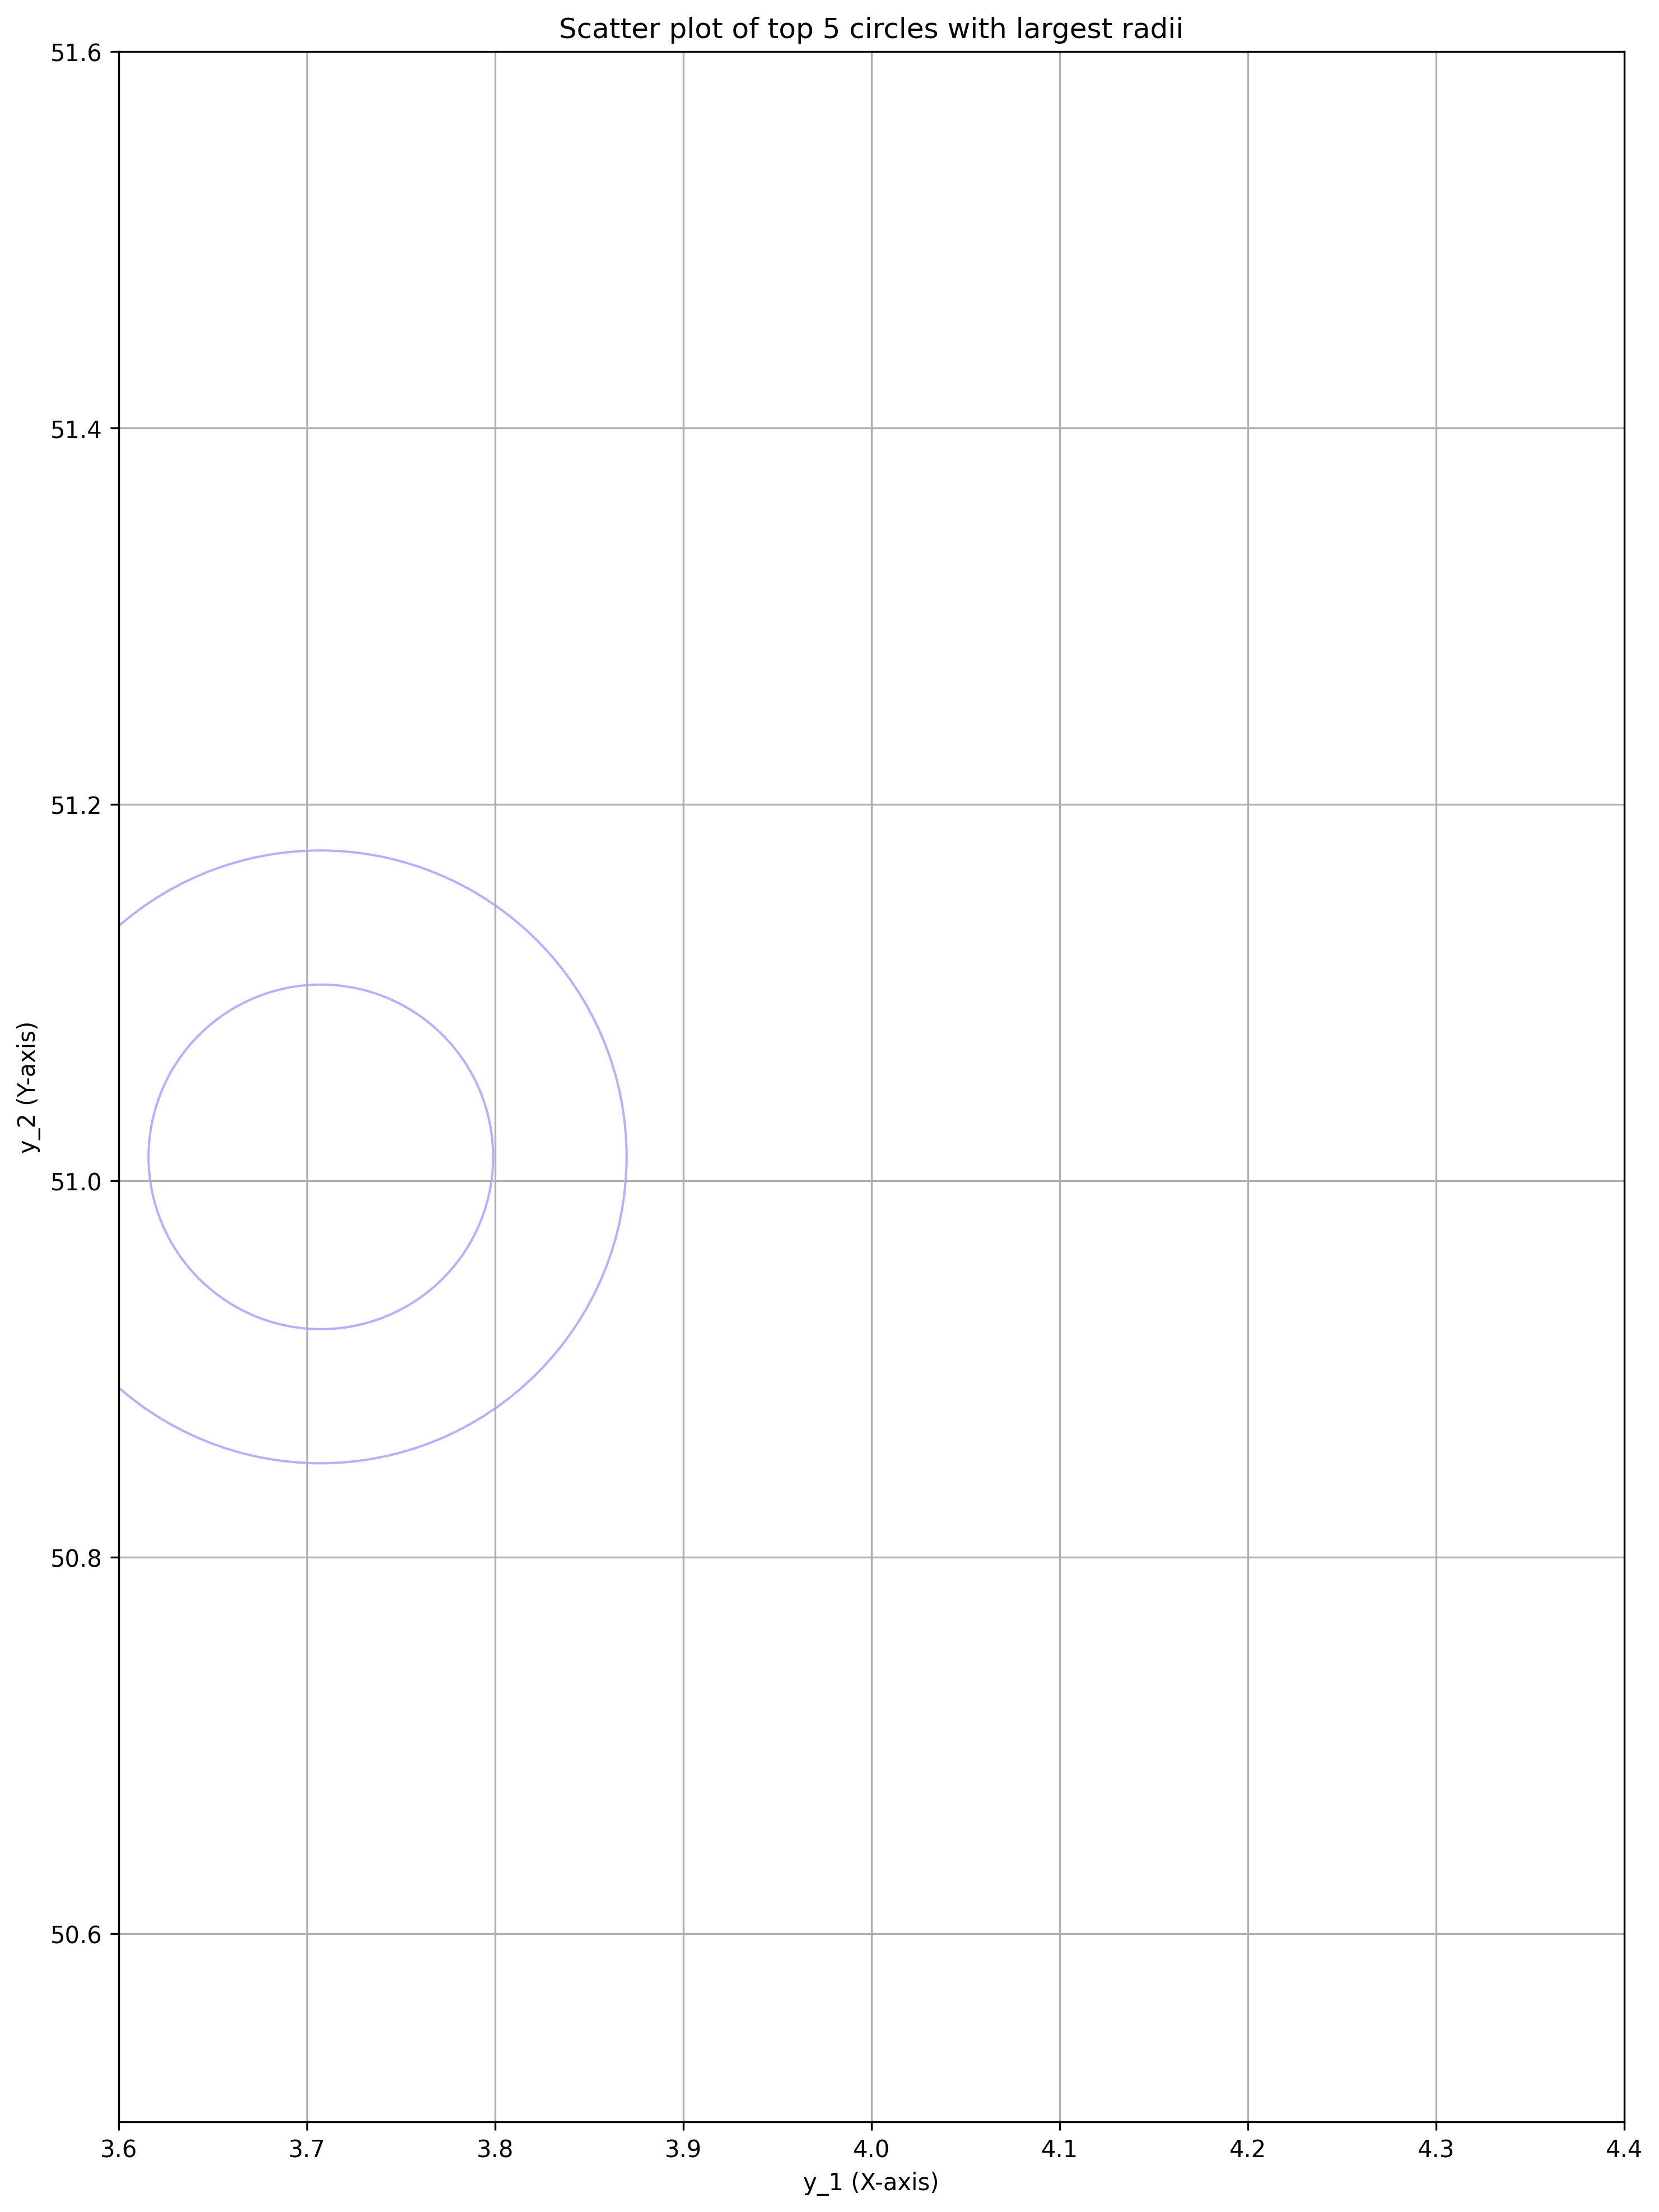 Scatter plot of top 5 circles with largest radii
51.6
51.4
51.2
51.0
50.8
50.6
y_2 (Y-axis)
3.6 3.7 3.8 3.9 4.0 4.1 4.2 4.3 4.4
y_1 (X-axis)